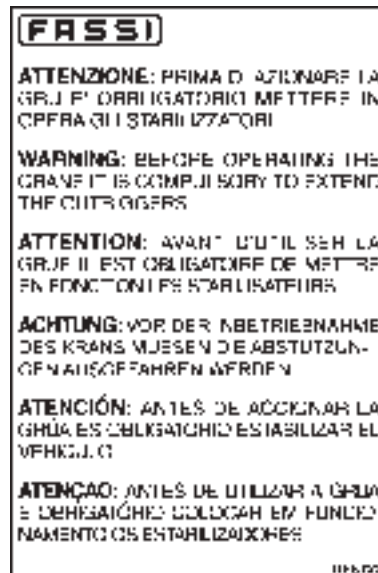 FASSI
ATTENZIONE: PRIMA DI AZIONARE LA
GRU E' OBBLIGATORIO METTERE IN
OPERA GLI STABILIZZATORI
WARNING: BEFORE OPERATING THE
CRANE IT IS COMPULSORY TO EXTEND
THE OUTRIGGERS
ATTENTION: AVANT D'UTILISER LA
GRUE IL EST OBLIGATOIRE DE METTRE
EN FONCTION LES STABILISATEURS
ACHTUNG: VOR DER INBETRIEBNAHME
DES KRANS MUESEN DIE ABSTUTZUN-
GEN AUSGEFAHREN WERDEN
ATENCIÓN: ANTES DE ACCIONAR LA
GRÚA ES OBLIGATORIO ESTABILIZAR EL
VEHICULO
ATENÇAO: ANTES DE UTILIZAR A GRUA
E OBRIGATÓRIO COLOCAR EM FUNCIO
NAMENTO OS ESTABILIZADORES